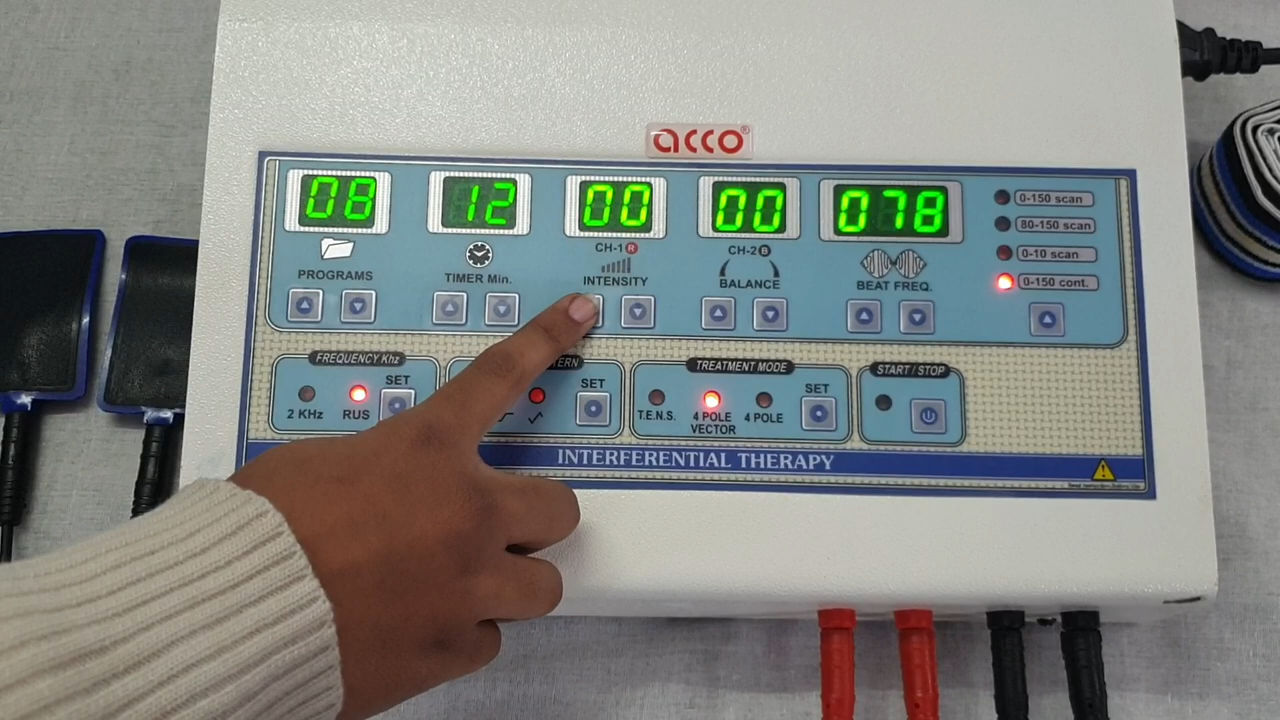 acco®
08 12 00 00 078
0-150 scan
80-150 scan
0-10 scan
0-150 cont.
PROGRAMS
TIMER Min.
CH-1 R
INTENSITY
CH-2 B
BALANCE
BEAT FREQ.
FREQUENCY Khz
2 KHz
RUS
SET
TERN
SET
TREATMENT MODE
T.E.N.S.
4 POLE
VECTOR
4 POLE
SET
START / STOP
INTERFERENTIAL THERAPY